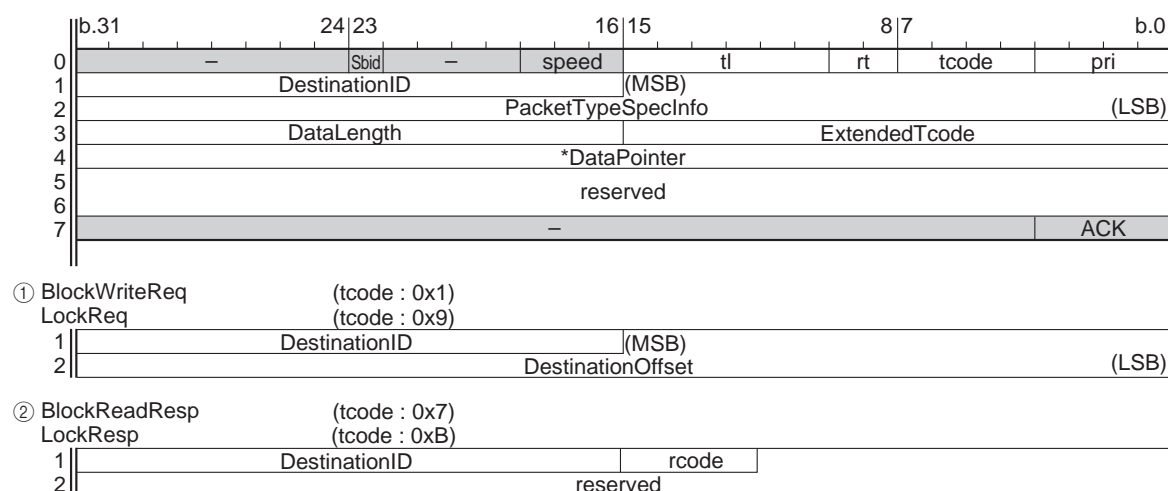 b.31 24 23 16 15 8 7 b.0
0 – Sbid – speed tl rt tcode pri
1 DestinationID (MSB)
2 PacketTypeSpecInfo (LSB)
3 DataLength ExtendedTcode
4 *DataPointer
5
reserved
6
7 – ACK
① BlockWriteReq (tcode : 0x1)
LockReq (tcode : 0x9)
1 DestinationID (MSB)
2 DestinationOffset (LSB)
② BlockReadResp (tcode : 0x7)
LockResp (tcode : 0xB)
1 DestinationID rcode
2 reserved